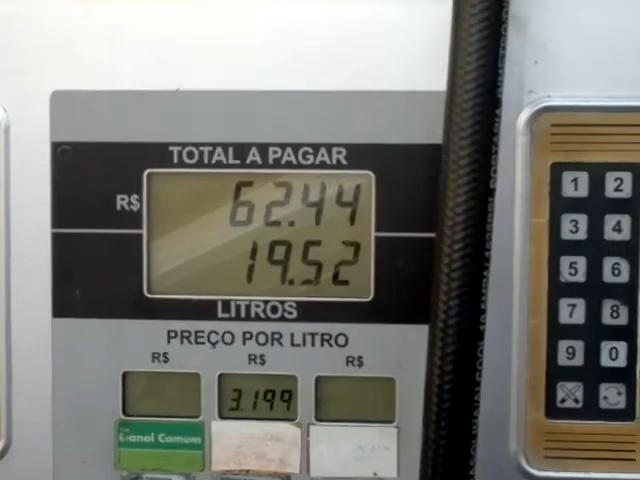 TOTAL A PAGAR
R$ 62.44
19.52
LITROS
PREÇO POR LITRO
R$ R$ R$
3.199
Etanol Comum
1 2
3 4
5 6
7 8
9 0